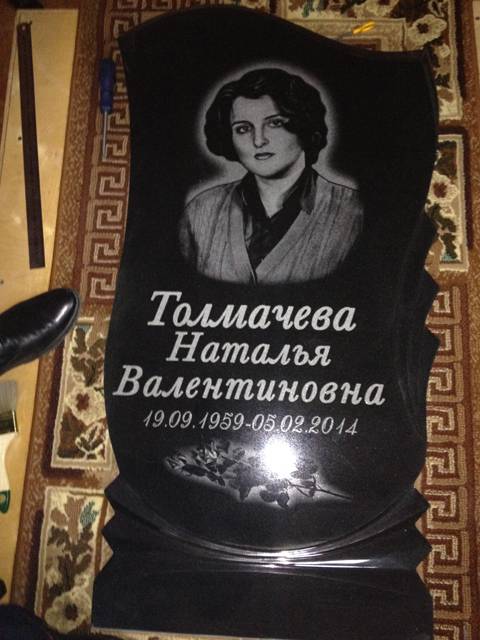 Толмачева
Наталья
Валентиновна
19.09.1959-05.02.2014